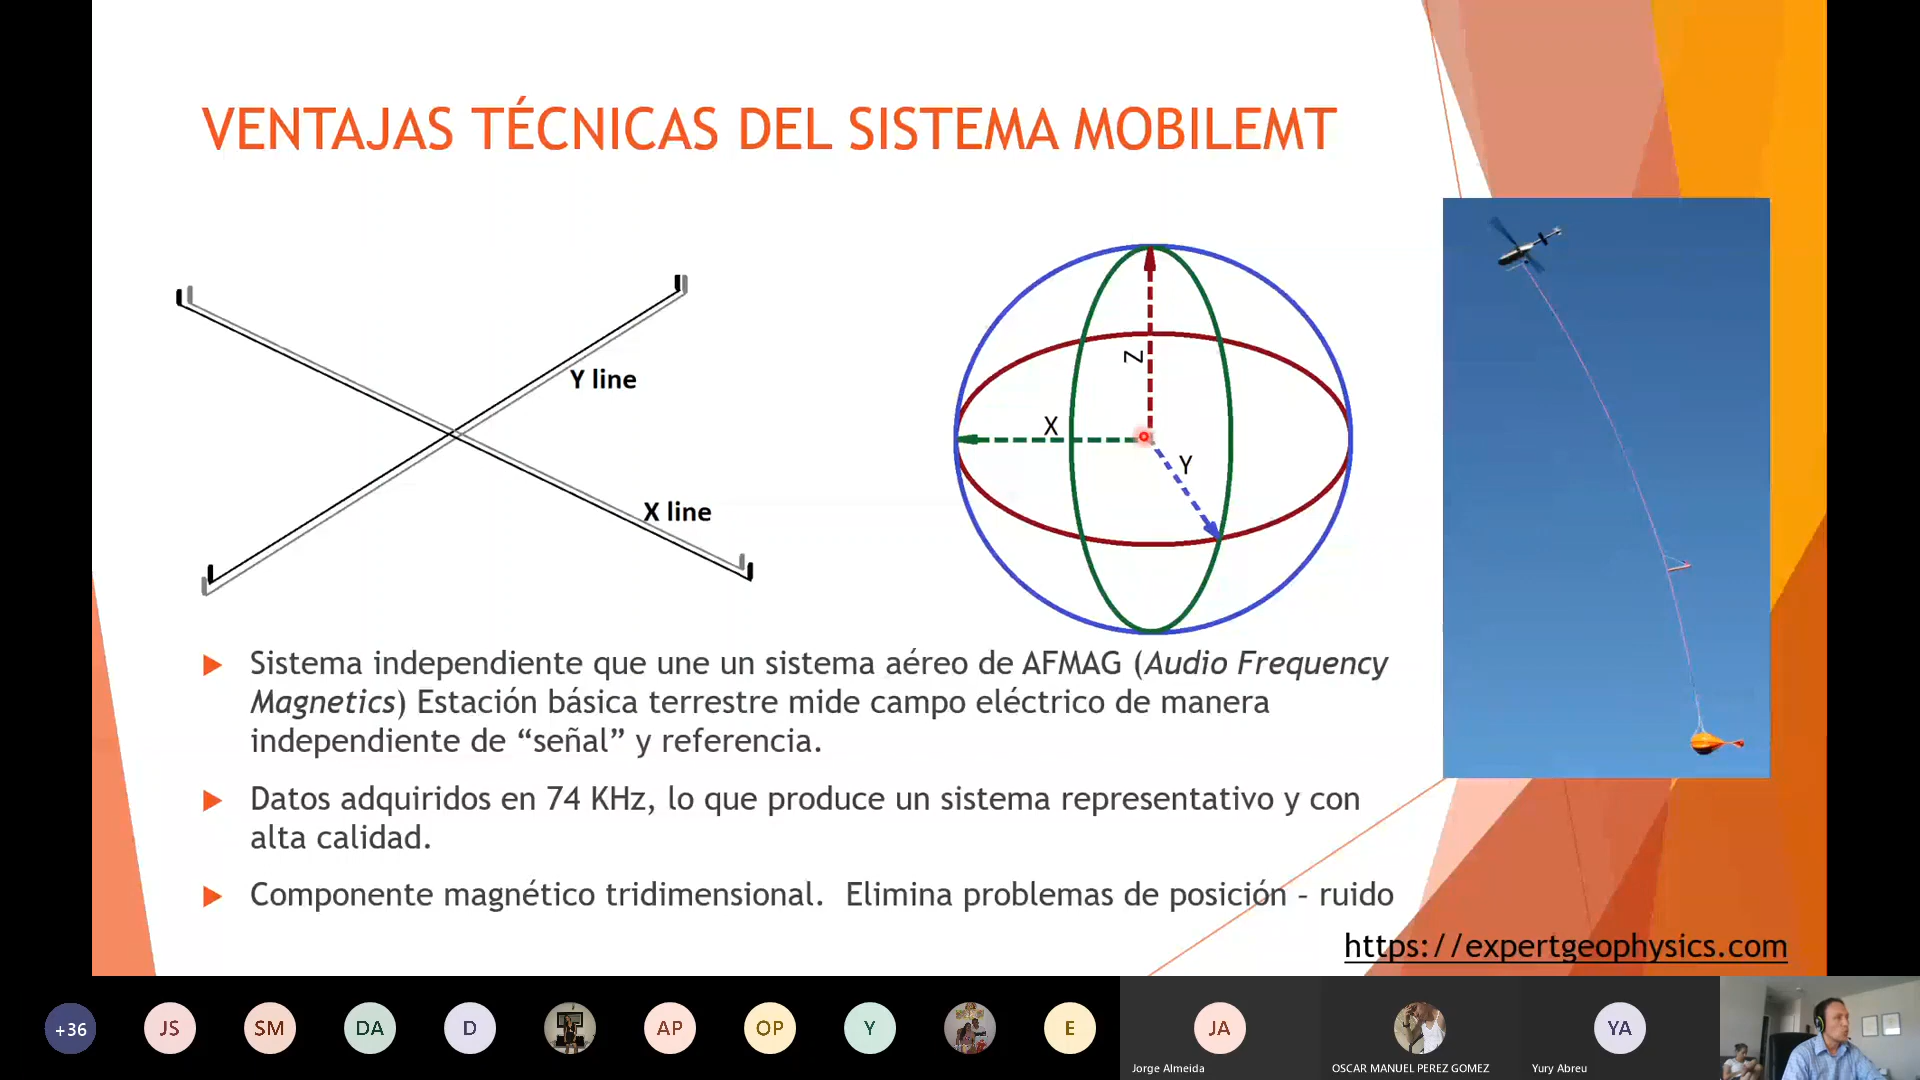 VENTAJAS TÉCNICAS DEL SISTEMA MOBILEMT
Y line
X line
Z
X
Y
Sistema independiente que une un sistema aéreo de AFMAG (Audio Frequency
Magnetics) Estación básica terrestre mide campo eléctrico de manera
independiente de “señal” y referencia.
Datos adquiridos en 74 KHz, lo que produce un sistema representativo y con
alta calidad.
Componente magnético tridimensional. Elimina problemas de posición – ruido
https://expertgeophysics.com
+36
JS
SM
DA
D
AP
OP
Y
E
JA
YA
Jorge Almeida
OSCAR MANUEL PEREZ GOMEZ
Yury Abreu